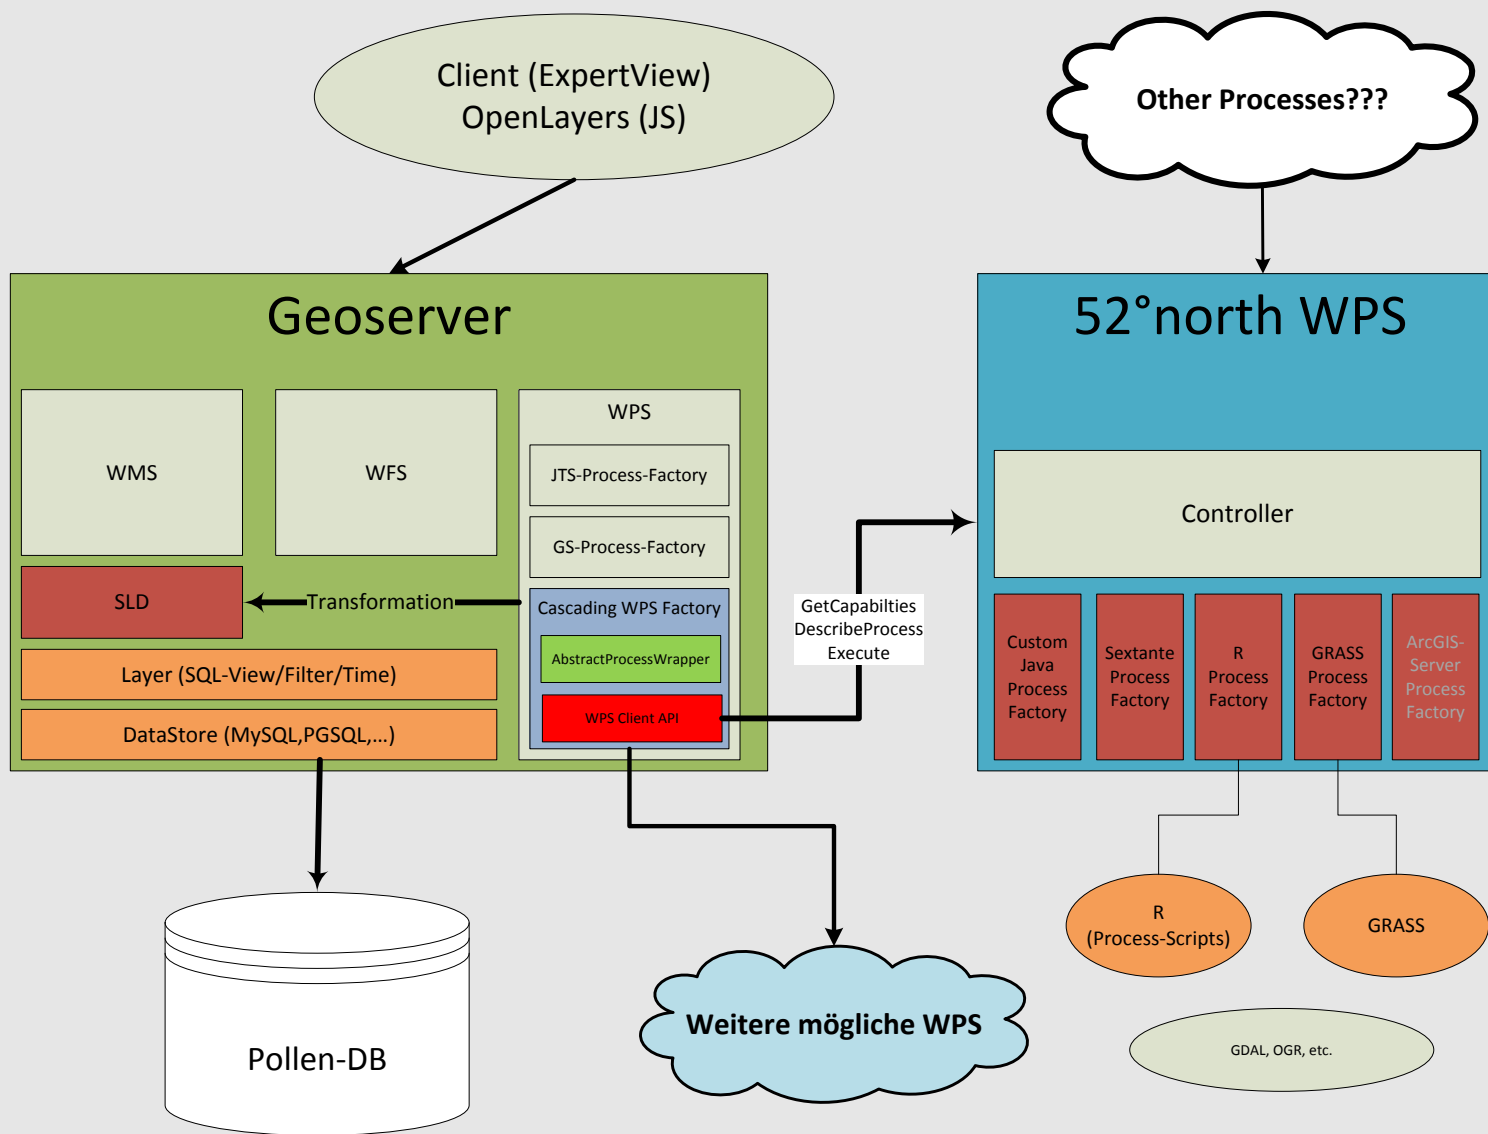 Client (ExpertView)
OpenLayers (JS)
Other Processes???
Geoserver
WMS
WFS
WPS
JTS-Process-Factory
GS-Process-Factory
SLD
Transformation
Cascading WPS Factory
AbstractProcessWrapper
WPS Client API
Layer (SQL-View/Filter/Time)
DataStore (MySQL,PGSQL,...)
GetCapabilties
DescribeProcess
Execute
52°north WPS
Controller
Custom
Java
Process
Factory
Sextante
Process
Factory
R
Process
Factory
GRASS
Process
Factory
ArcGIS-
Server
Process
Factory
Pollen-DB
Weitere mögliche WPS
R
(Process-Scripts)
GRASS
GDAL, OGR, etc.